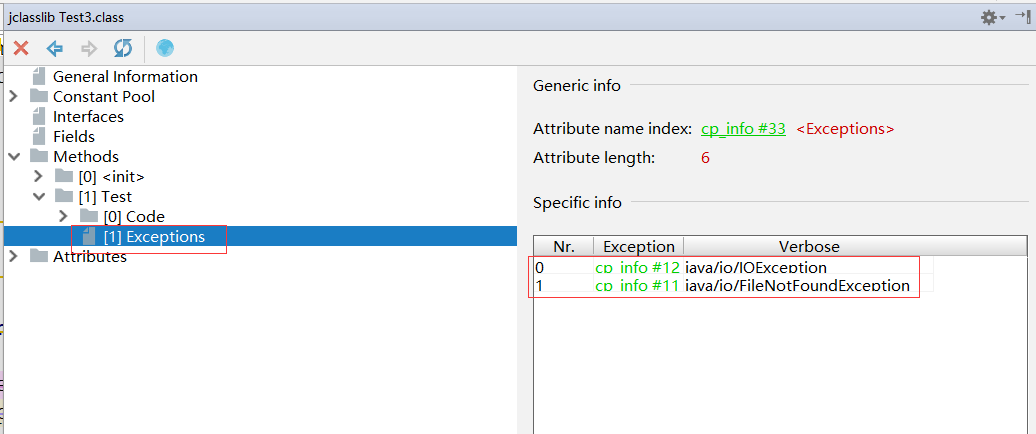 jclasslib Test3.class
General Information
Constant Pool
Interfaces
Fields
Methods
[0] <init>
[1] Test
[0] Code
[1] Exceptions
Attributes
Generic info
Attribute name index: cp_info #33 <Exceptions>
Attribute length: 6
Specific info
Nr. Exception Verbose
0 cp_info #12 java/io/IOException
1 cp_info #11 java/io/FileNotFoundException